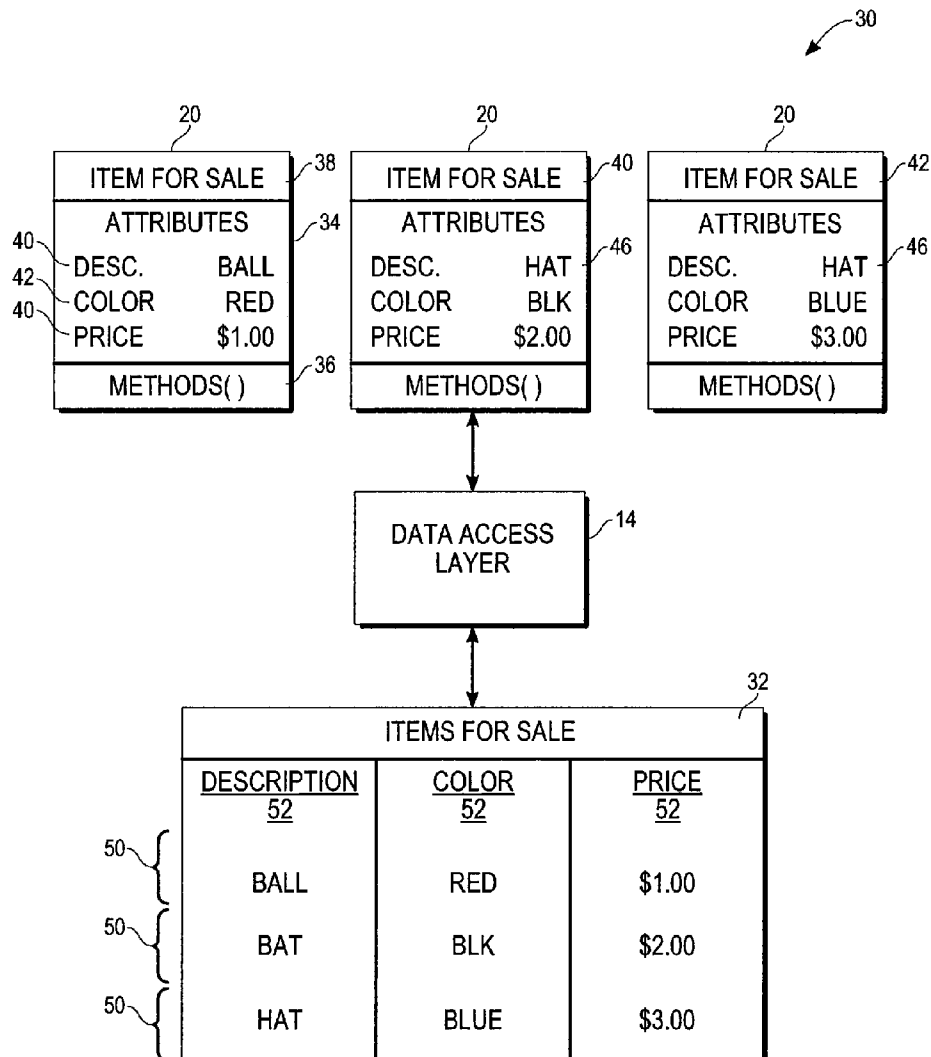 30
20 20 20
ITEM FOR SALE 38 ITEM FOR SALE 40 ITEM FOR SALE 42
ATTRIBUTES 34 ATTRIBUTES ATTRIBUTES
40 DESC. BALL DESC. HAT 46 DESC. HAT 46
42 COLOR RED COLOR BLK COLOR BLUE
40 PRICE $1.00 PRICE $2.00 PRICE $3.00
METHODS( ) 36 METHODS( ) METHODS( )
DATA ACCESS 14
LAYER
32
ITEMS FOR SALE
DESCRIPTION COLOR PRICE
52 52 52
50 BALL RED $1.00
50 BAT BLK $2.00
50 HAT BLUE $3.00